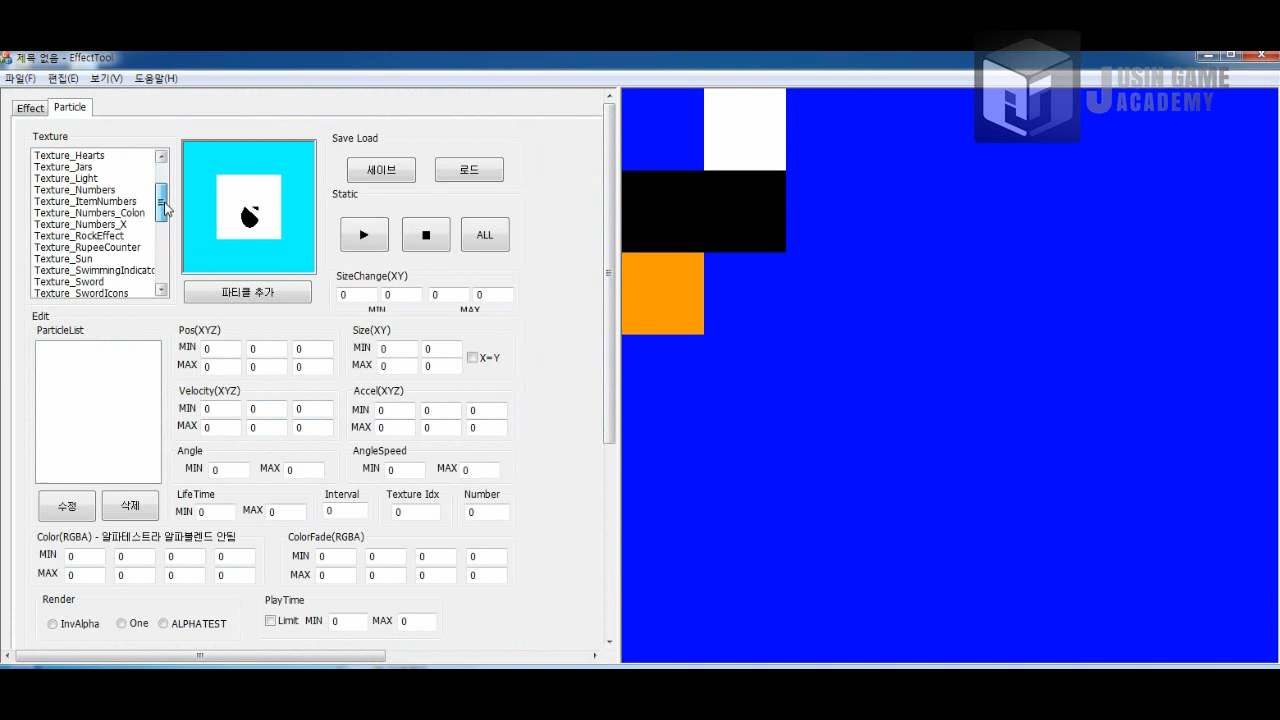 제목 없음 - EffectTool
JUSIN GAME
ACADEMY
파일(F) 편집(E) 보기(V) 도움말(H)
Effect Particle
Texture
Save Load
Texture_Hearts
Texture_Jars
Texture_Light
Texture_Numbers
Texture_ItemNumbers
Texture_Numbers_Colon
Texture_Numbers_X
Texture_RockEffect
Texture_RupeeCounter
Texture_Sun
Texture_SwimmingIndicato
Texture_Sword
Texture_SwordIcons
세이브 로드
Static
ALL
SizeChange(XY)
0 0 0 0
MIN MAX
파티클 추가
Edit
ParticleList
Pos(XYZ)
MIN 0 0 0
MAX 0 0 0
Size(XY)
MIN 0 0
MAX 0 0
X=Y
Velocity(XYZ)
MIN 0 0 0
MAX 0 0 0
Accel(XYZ)
MIN 0 0 0
MAX 0 0 0
Angle
MIN 0 MAX 0
AngleSpeed
MIN 0 MAX 0
수정 삭제
LifeTime
MIN 0 MAX 0
Interval
0
Texture Idx
0
Number
0
Color(RGBA) - 알파테스트라 알파블렌드 안됨
MIN 0 0 0 0
MAX 0 0 0 0
ColorFade(RGBA)
MIN 0 0 0 0
MAX 0 0 0 0
Render
InvAlpha One ALPHATEST
PlayTime
Limit MIN 0 MAX 0